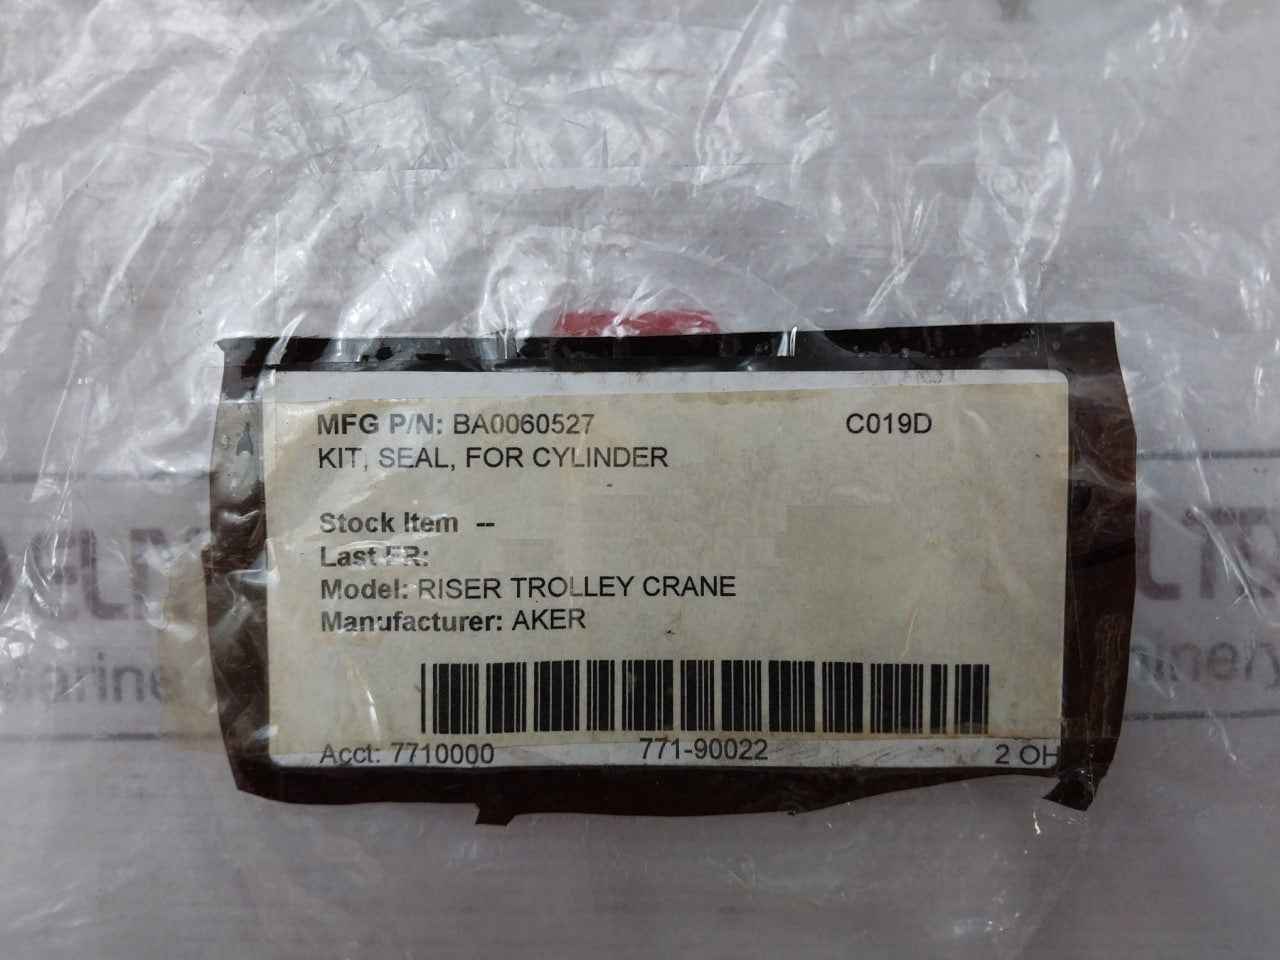 MFG P/N: BA0060527 C019D
KIT, SEAL, FOR CYLINDER
Stock Item --
Last ER:
Model: RISER TROLLEY CRANE
Manufacturer: AKER
Acct: 7710000 771-90022 2 OH